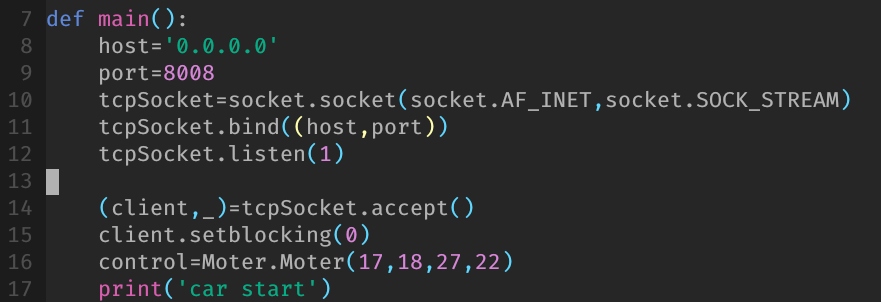 7 def main():
8     host='0.0.0.0'
9     port=8008
10     tcpSocket=socket.socket(socket.AF_INET,socket.SOCK_STREAM)
11     tcpSocket.bind((host,port))
12     tcpSocket.listen(1)
13
14     (client,_)=tcpSocket.accept()
15     client.setblocking(0)
16     control=Moter.Moter(17,18,27,22)
17     print('car start')